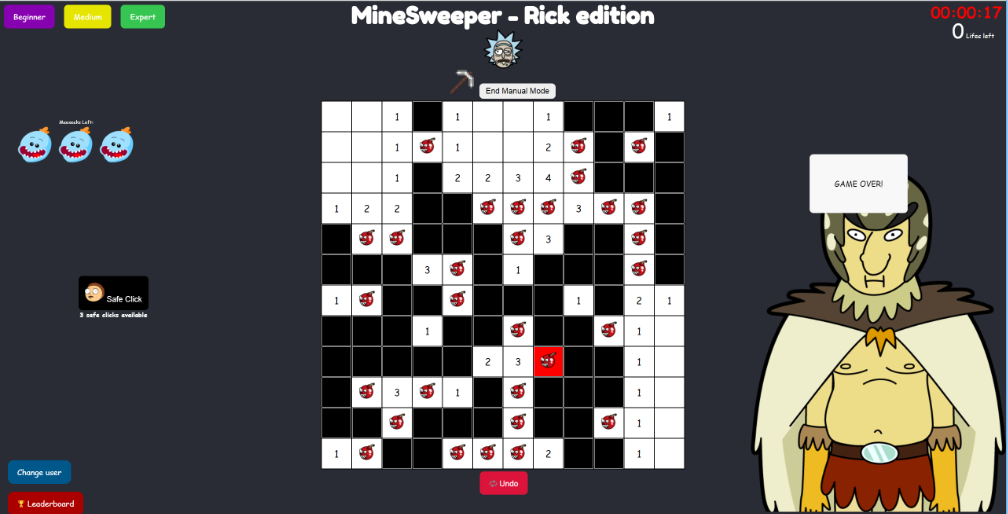 Beginner
Medium
Expert
MineSweeper - Rick edition
00:00:17
0 Lifes left
End Manual Mode
Meeseeks Left:
1 1 1 1
1 1 2
1 2 2 3 4
1 2 2 3
3
3 1
1 1 2 1
1 1
2 3 1
3 1 1
1
1 2 1
GAME OVER!
Safe Click
3 safe clicks available
Change user
Leaderboard
Undo